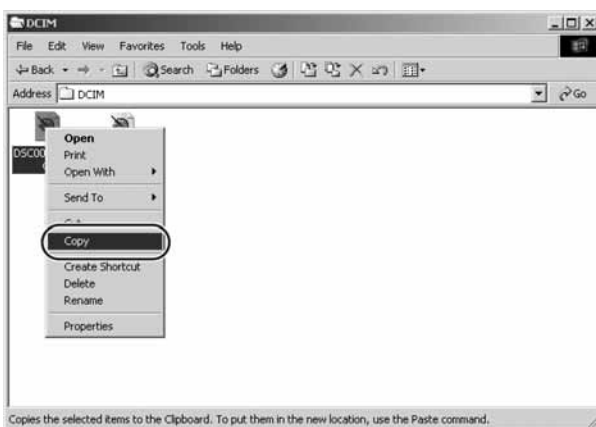 DCIM
File Edit View Favorites Tools Help
Back Search Folders
Address DCIM Go
DSC00
Open
Print
Open With
Send To
Copy
Create Shortcut
Delete
Rename
Properties
Copies the selected items to the Clipboard. To put them in the new location, use the Paste command.